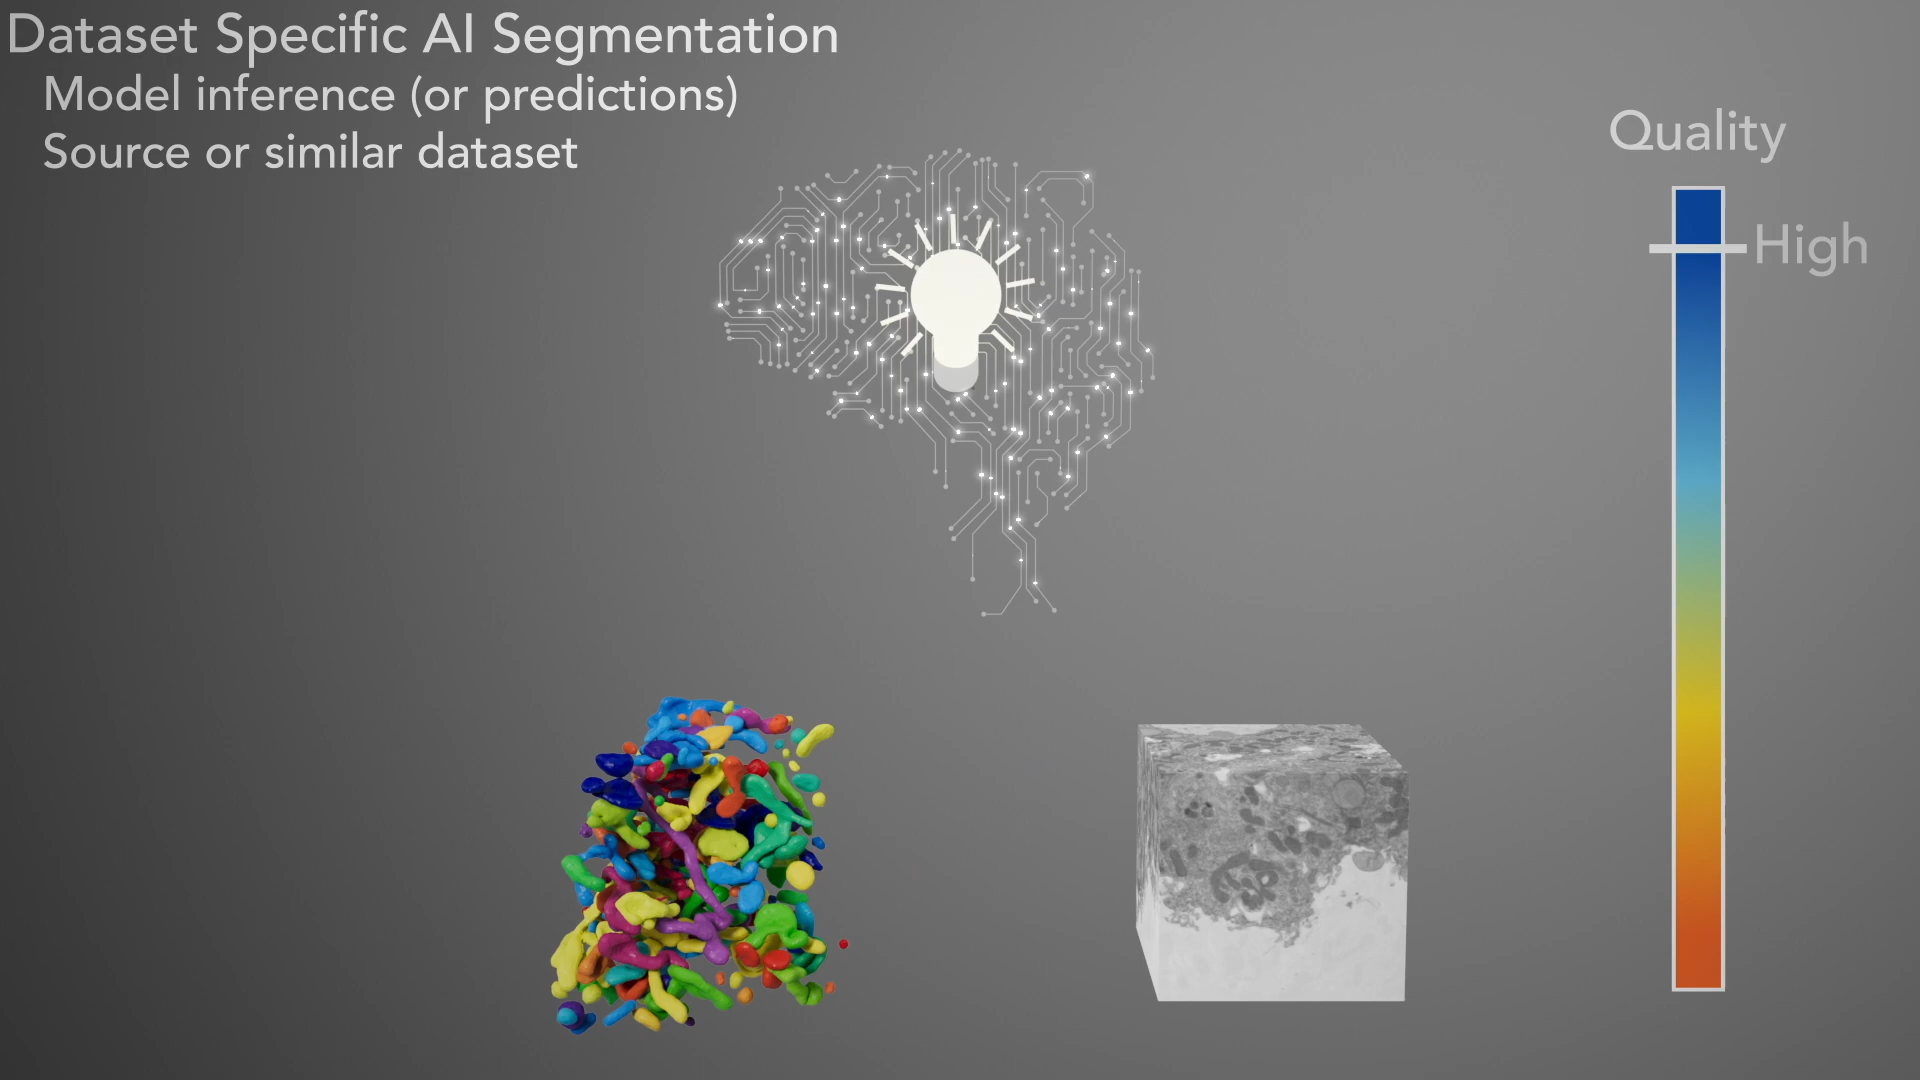 Dataset Specific AI Segmentation
Model inference (or predictions)
Source or similar dataset
Quality
High